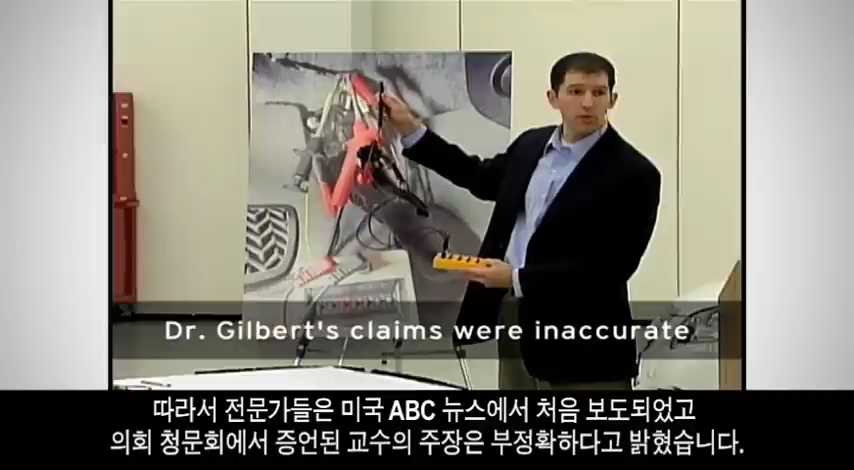 Dr. Gilbert's claims were inaccurate
따라서 전문가들은 미국 ABC 뉴스에서 처음 보도되었고
의회 청문회에서 증언된 교수의 주장은 부정확하다고 밝혔습니다.